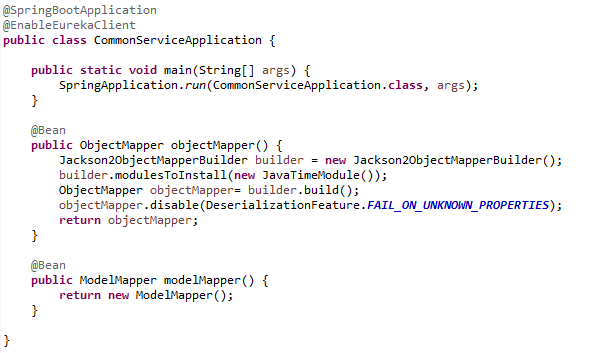 @SpringBootApplication
@EnableEurekaClient
public class CommonServiceApplication {
public static void main(String[] args) {
SpringApplication.run(CommonServiceApplication.class, args);
}
@Bean
public ObjectMapper objectMapper() {
Jackson2ObjectMapperBuilder builder = new Jackson2ObjectMapperBuilder();
builder.modulesToInstall(new JavaTimeModule());
ObjectMapper objectMapper= builder.build();
objectMapper.disable(DeserializationFeature.FAIL_ON_UNKNOWN_PROPERTIES);
return objectMapper;
}
@Bean
public ModelMapper modelMapper() {
return new ModelMapper();
}
}